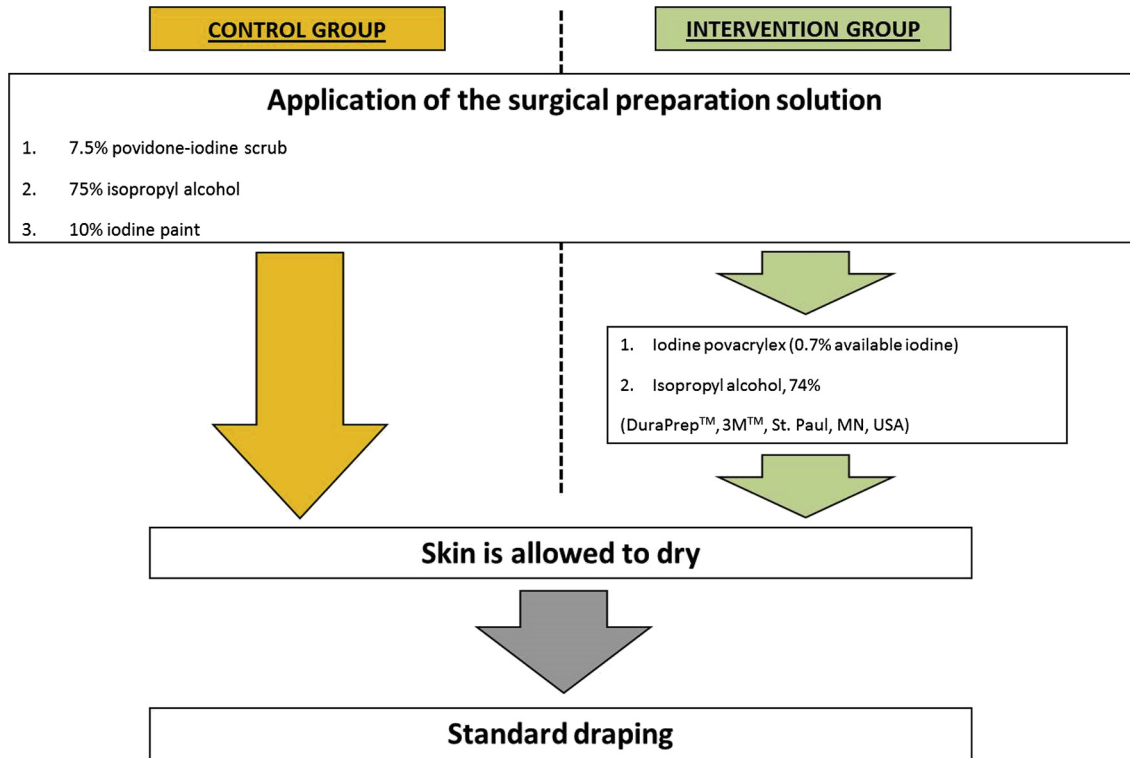 CONTROL GROUP
INTERVENTION GROUP
Application of the surgical preparation solution
1. 7.5% povidone-iodine scrub
2. 75% isopropyl alcohol
3. 10% iodine paint
1. Iodine povacrylex (0.7% available iodine)
2. Isopropyl alcohol, 74%
(DuraPrep™, 3M™, St. Paul, MN, USA)
Skin is allowed to dry
Standard draping